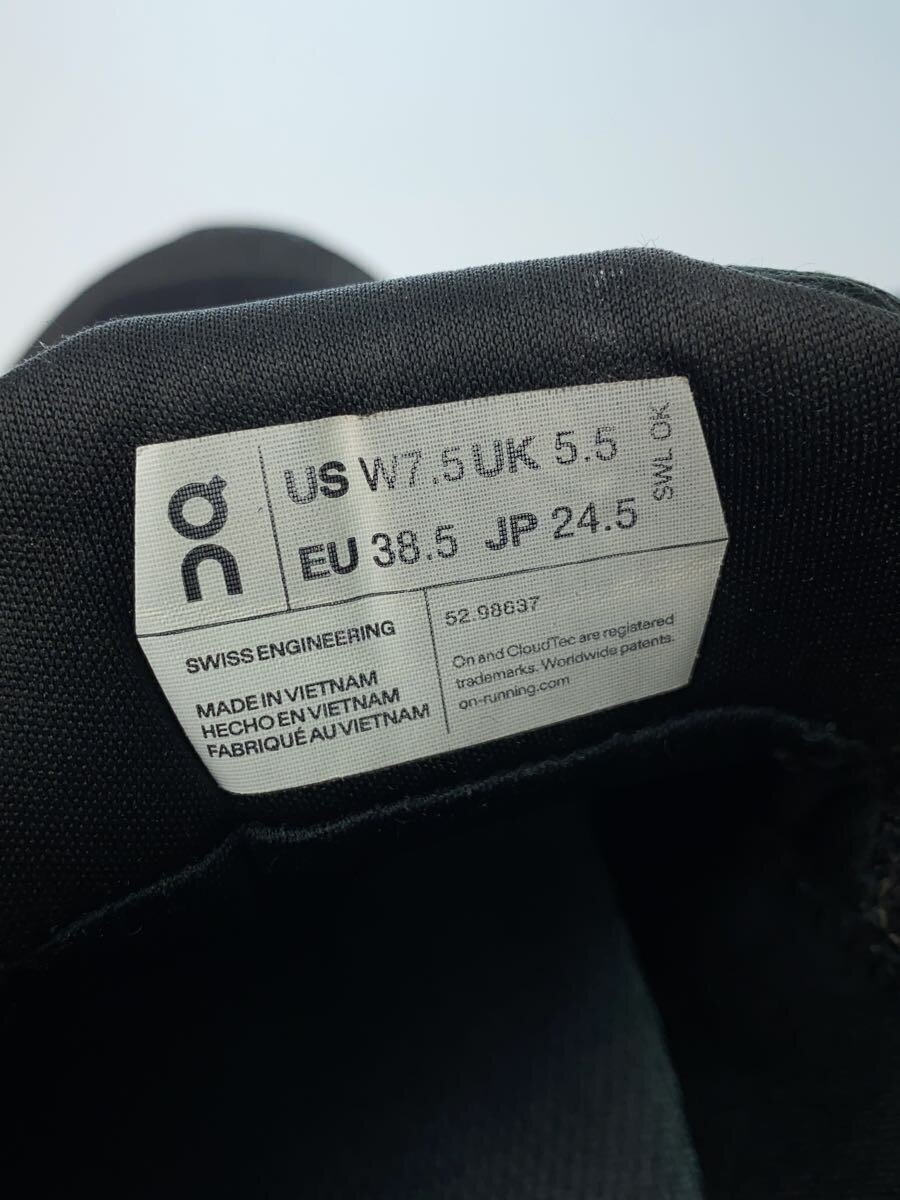 on
US W7.5 UK 5.5
EU 38.5 JP 24.5
SWL OK
SWISS ENGINEERING
MADE IN VIETNAM
HECHO EN VIETNAM
FABRIQUÉ AU VIETNAM
52.98637
On and CloudTec are registered
trademarks. Worldwide patents.
on-running.com